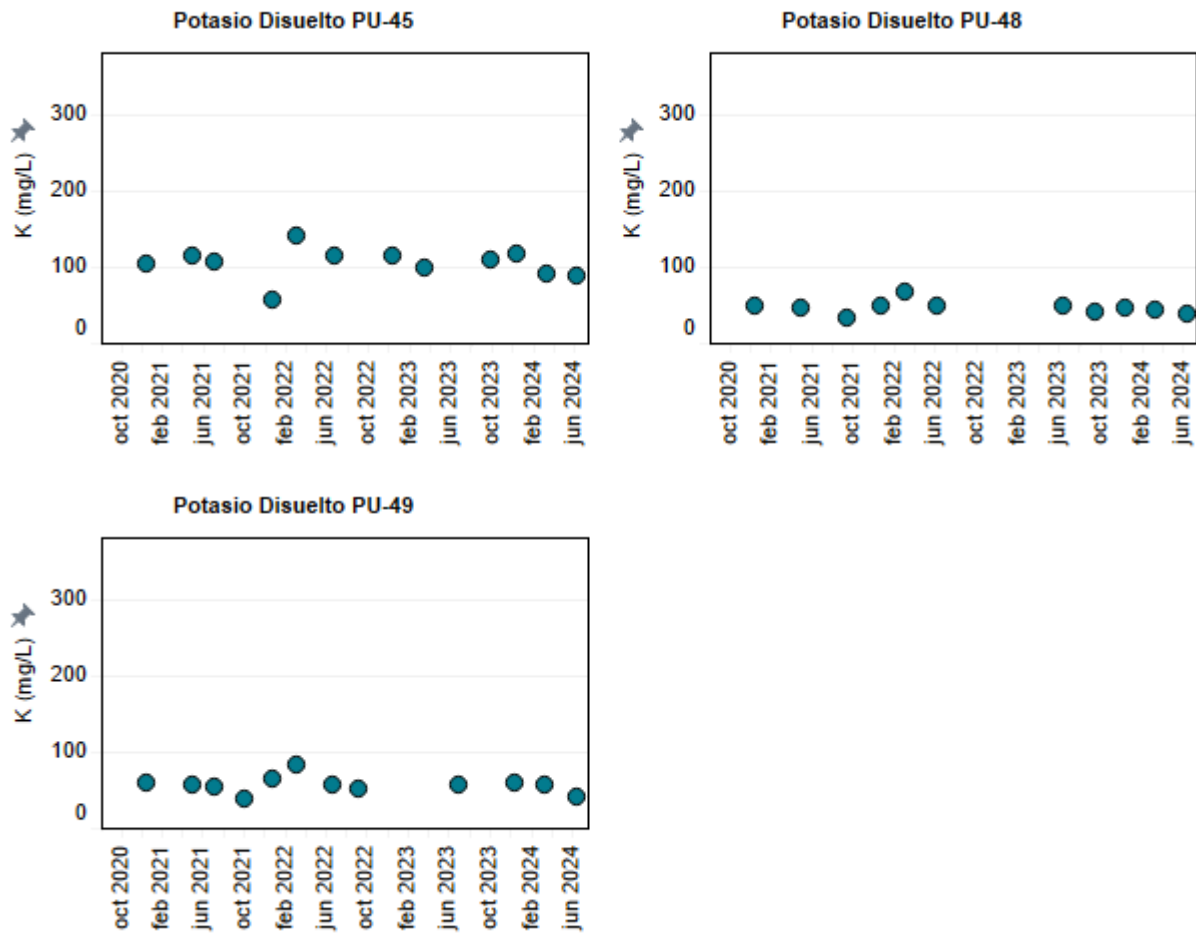 Potasio Disuelto PU-45
K (mg/L)
300
200
100
0
oct 2020
feb 2021
jun 2021
oct 2021
feb 2022
jun 2022
oct 2022
feb 2023
jun 2023
oct 2023
feb 2024
jun 2024
Potasio Disuelto PU-48
K (mg/L)
300
200
100
0
oct 2020
feb 2021
jun 2021
oct 2021
feb 2022
jun 2022
oct 2022
feb 2023
jun 2023
oct 2023
feb 2024
jun 2024
Potasio Disuelto PU-49
K (mg/L)
300
200
100
0
oct 2020
feb 2021
jun 2021
oct 2021
feb 2022
jun 2022
oct 2022
feb 2023
jun 2023
oct 2023
feb 2024
jun 2024